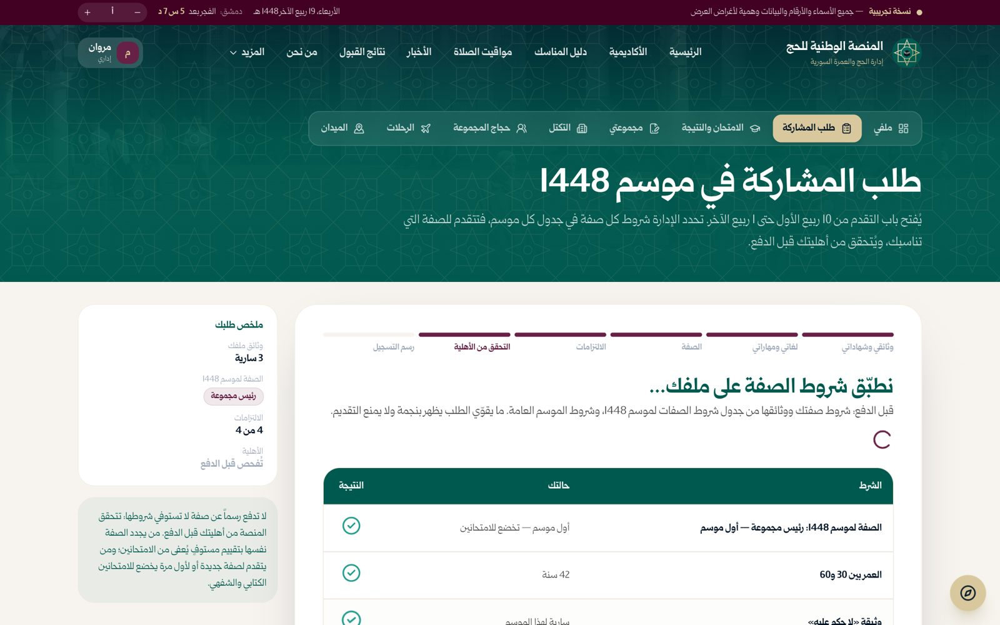 نسخة تجريبية — جميع الأسماء والأرقام والبيانات وهمية لأغراض العرض
الأربعاء، 19 ربيع الآخر 1448 هـ
دمشق: الفجر بعد 5 س 7 د
− أ +
المنصة الوطنية للحج
إدارة الحج والعمرة السورية
الرئيسية
الأكاديمية
دليل المناسك
مواقيت الصلاة
الأخبار
نتائج القبول
من نحن
المزيد
م
مروان
إداري
ملفي
طلب المشاركة
الامتحان والنتيجة
مجموعتي
التكتل
حجاج المجموعة
الرحلات
الميدان
طلب المشاركة في موسم 1448
يُفتح باب التقدم من 10 ربيع الأول حتى 1 ربيع الآخر. تحدد الإدارة شروط كل صفة في جدول كل موسم، فتتقدم للصفة التي
تناسبك، ويُتحقق من أهليتك قبل الدفع.
وثائقي وشهاداتي
لغاتي ومهاراتي
الصفة
الالتزامات
التحقق من الأهلية
رسم التسجيل
نطبّق شروط الصفة على ملفك...
قبل الدفع: شروط صفتك ووثائقها من جدول شروط الصفات لموسم 1448، وشروط الموسم العامة. ما يقوّي الطلب يظهر بنجمة ولا يمنع التقديم.
الشرط
حالتك
النتيجة
الصفة لموسم 1448: رئيس مجموعة — أول موسم
أول موسم — تخضع للامتحانين
العمر بين 30 و60
42 سنة
وثيقة «لا حكم عليه»
سارية لهذا الموسم
ملخص طلبك
وثائق ملفك
3 سارية
الصفة لموسم 1448
رئيس مجموعة
الالتزامات
4 من 4
الأهلية
تُفحص قبل الدفع
لا تدفع رسماً عن صفة لا تستوفي شروطها: تتحقق
المنصة من أهليتك قبل الدفع. من يجدد الصفة
نفسها بتقييم مستوفٍ يُعفى من الامتحانين؛ ومن
يتقدم لصفة جديدة أو لأول مرة يخضع للامتحانين
الكتابي والشفهي.